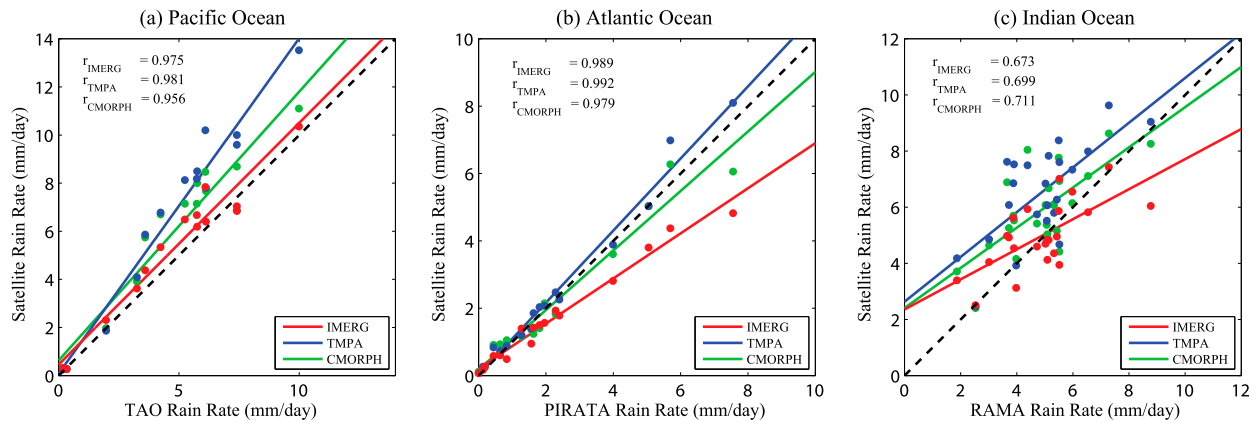 (a) Pacific Ocean
Satellite Rain Rate (mm/day)
14
12
10
8
6
4
2
0
r_IMERG = 0.975
r_TMPA = 0.981
r_CMORPH = 0.956
IMERG
TMPA
CMORPH
0 5 10
TAO Rain Rate (mm/day)
(b) Atlantic Ocean
Satellite Rain Rate (mm/day)
10
8
6
4
2
0
r_IMERG = 0.989
r_TMPA = 0.992
r_CMORPH = 0.979
IMERG
TMPA
CMORPH
0 2 4 6 8 10
PIRATA Rain Rate (mm/day)
(c) Indian Ocean
Satellite Rain Rate (mm/day)
12
10
8
6
4
2
0
r_IMERG = 0.673
r_TMPA = 0.699
r_CMORPH = 0.711
IMERG
TMPA
CMORPH
0 2 4 6 8 10 12
RAMA Rain Rate (mm/day)